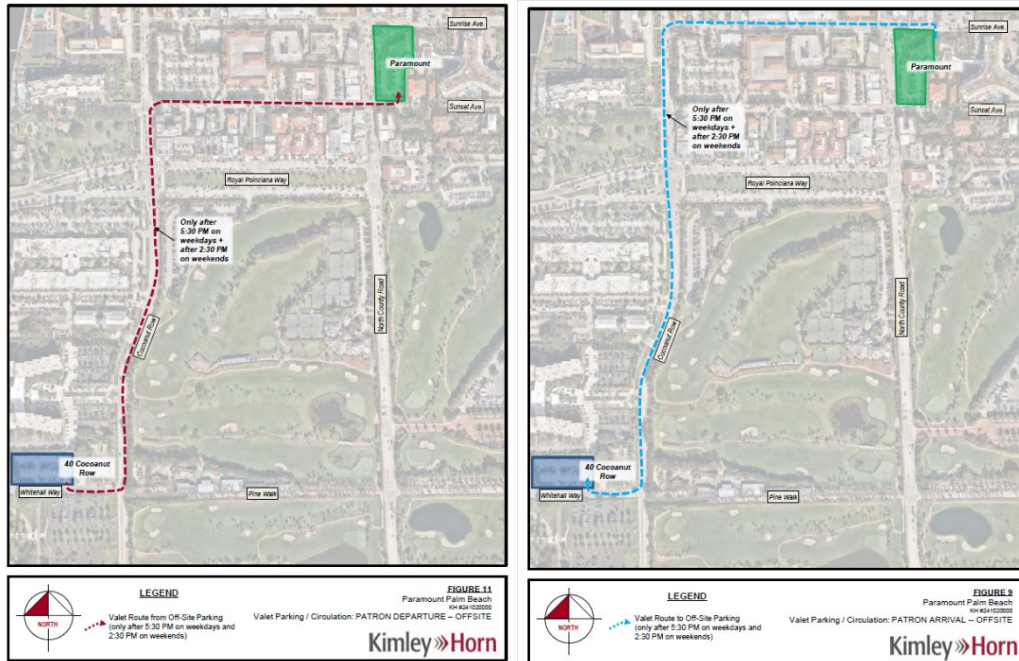 Sunrise Ave.
Paramount
Sunset Ave.
Royal Poinciana Way
Only after
5:30 PM on
weekdays +
after 2:30 PM
on weekends
North County Road
Cocoanut Row
40 Cocoanut
Row
Whitehall Way
Pine Walk
NORTH
LEGEND
Valet Route from Off-Site Parking
(only after 5:30 PM on weekdays and
2:30 PM on weekends)
FIGURE 11
Paramount Palm Beach
KH #241020000
Valet Parking / Circulation: PATRON DEPARTURE – OFFSITE
Kimley»Horn
Sunrise Ave.
Paramount
Sunset Ave.
Only after
5:30 PM on
weekdays +
after 2:30 PM
on weekends
Royal Poinciana Way
North County Road
Cocoanut Row
40 Cocoanut
Row
Whitehall Way
Pine Walk
NORTH
LEGEND
Valet Route to Off-Site Parking
(only after 5:30 PM on weekdays and
2:30 PM on weekends)
FIGURE 9
Paramount Palm Beach
KH #241020000
Valet Parking / Circulation: PATRON ARRIVAL – OFFSITE
Kimley»Horn